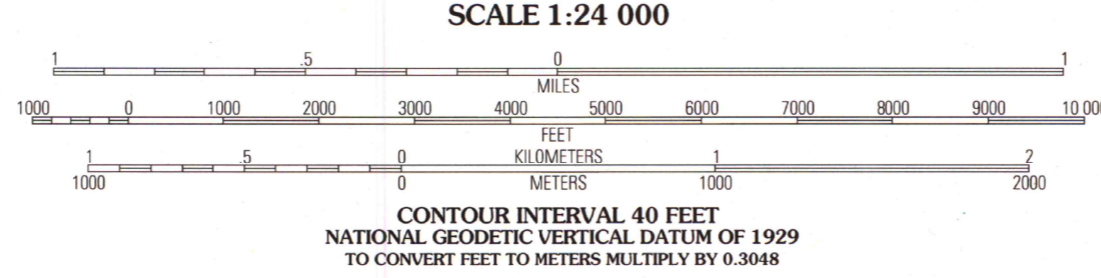 SCALE 1:24 000
1 .5 0 1
MILES
1000 0 1000 2000 3000 4000 5000 6000 7000 8000 9000 10 00
FEET
1 .5 0 KILOMETERS 1 2
1000 0 METERS 1000 2000
CONTOUR INTERVAL 40 FEET
NATIONAL GEODETIC VERTICAL DATUM OF 1929
TO CONVERT FEET TO METERS MULTIPLY BY 0.3048